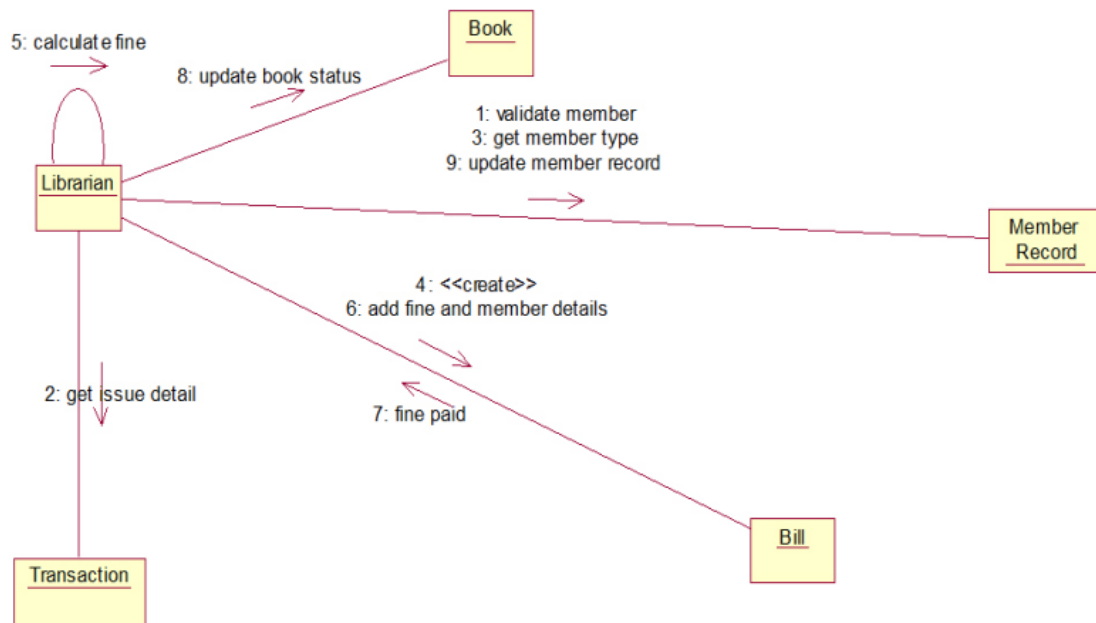 Book
5: calculate fine
8: update book status
1: validate member
3: get member type
9: update member record
Librarian
Member
Record
4: <<create>>
6: add fine and member details
2: get issue detail
7: fine paid
Bill
Transaction